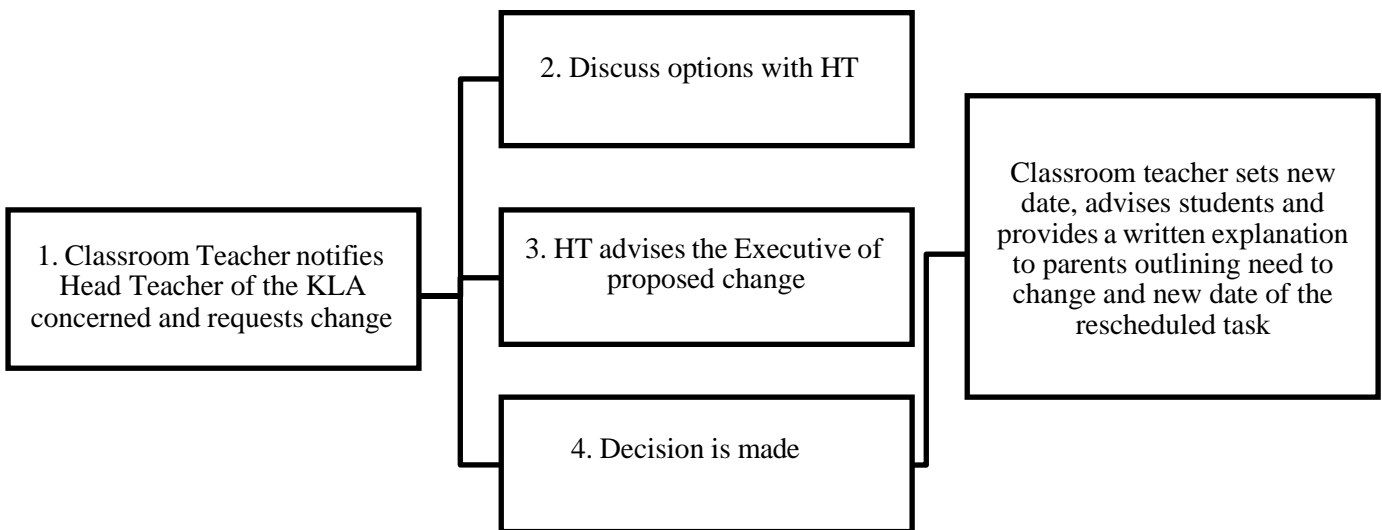 1. Classroom Teacher notifies
Head Teacher of the KLA
concerned and requests change
2. Discuss options with HT
3. HT advises the Executive of
proposed change
4. Decision is made
Classroom teacher sets new
date, advises students and
provides a written explanation
to parents outlining need to
change and new date of the
rescheduled task